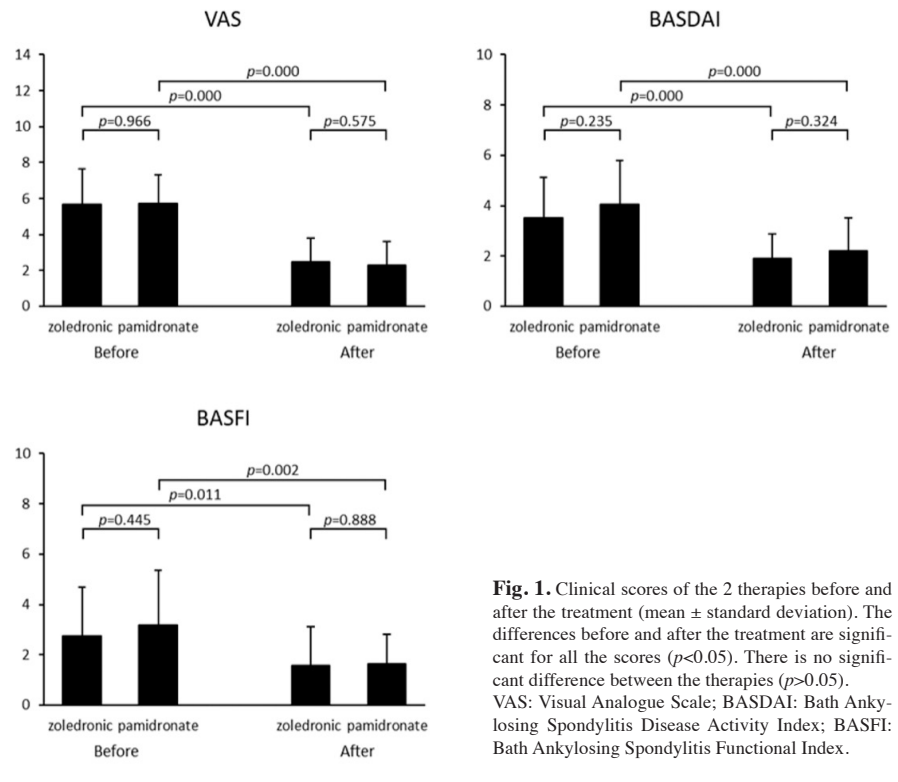 VAS
14
12
10
8
6
4
2
0
p=0.000
p=0.000
p=0.966
p=0.575
zoledronic pamidronate
zoledronic pamidronate
Before
After
BASDAI
10
8
6
4
2
0
p=0.000
p=0.000
p=0.235
p=0.324
zoledronic pamidronate
zoledronic pamidronate
Before
After
BASFI
10
8
6
4
2
0
p=0.002
p=0.011
p=0.445
p=0.888
zoledronic pamidronate
zoledronic pamidronate
Before
After
Fig. 1. Clinical scores of the 2 therapies before and
after the treatment (mean ± standard deviation). The
differences before and after the treatment are signifi-
cant for all the scores (p<0.05). There is no signifi-
cant difference between the therapies (p>0.05).
VAS: Visual Analogue Scale; BASDAI: Bath Anky-
losing Spondylitis Disease Activity Index; BASFI:
Bath Ankylosing Spondylitis Functional Index.